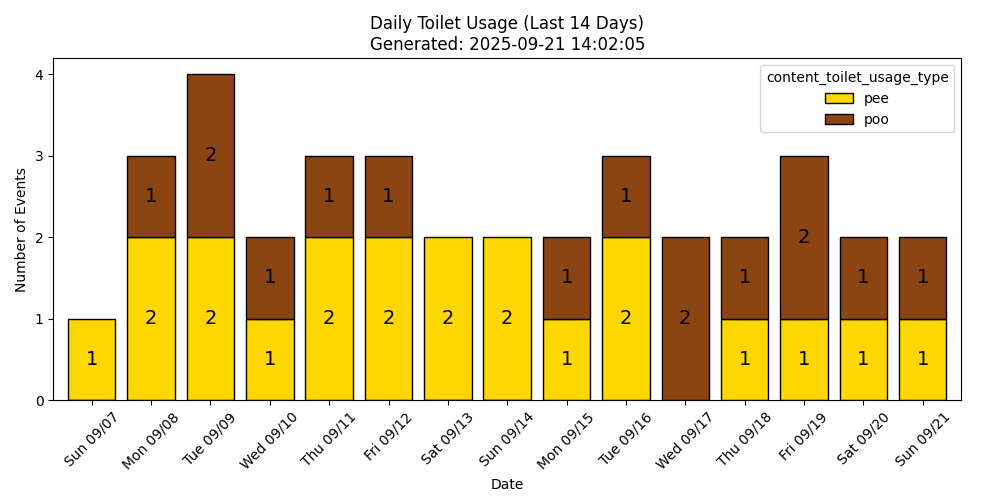 Daily Toilet Usage (Last 14 Days)
Generated: 2025-09-21 14:02:05
content_toilet_usage_type
pee
poo
Number of Events
4
3
2
1
0
2
1
1
1
1
1
2
1
1
1
1
2
2
1
2
2
2
2
1
2
2
1
1
1
1
1
Sun 09/07
Mon 09/08
Tue 09/09
Wed 09/10
Thu 09/11
Fri 09/12
Sat 09/13
Sun 09/14
Mon 09/15
Tue 09/16
Wed 09/17
Thu 09/18
Fri 09/19
Sat 09/20
Sun 09/21
Date